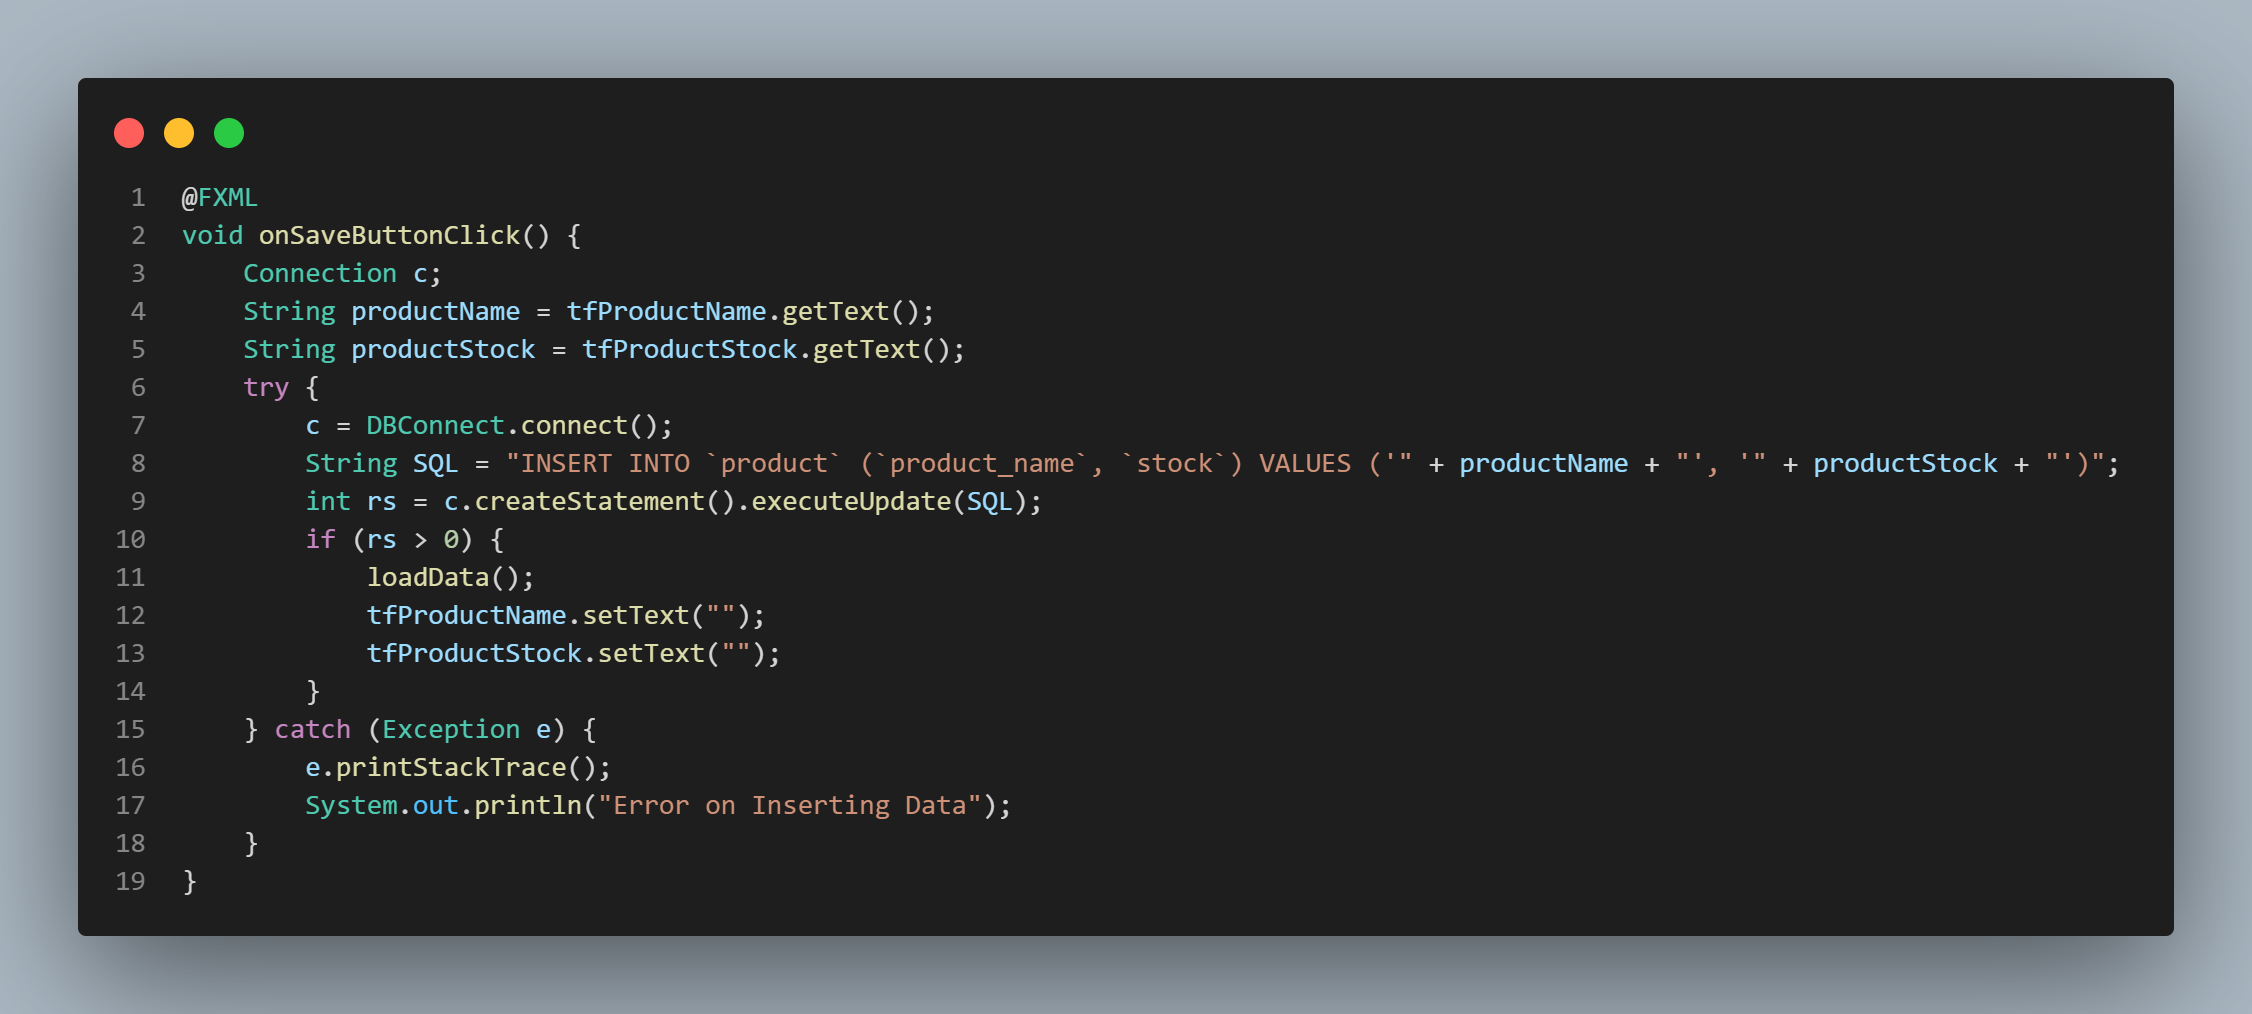 1 @FXML
2 void onSaveButtonClick() {
3     Connection c;
4     String productName = tfProductName.getText();
5     String productStock = tfProductStock.getText();
6     try {
7         c = DBConnect.connect();
8         String SQL = "INSERT INTO `product` (`product_name`, `stock`) VALUES ('" + productName + "', '" + productStock + "')";
9         int rs = c.createStatement().executeUpdate(SQL);
10         if (rs > 0) {
11             loadData();
12             tfProductName.setText("");
13             tfProductStock.setText("");
14         }
15     } catch (Exception e) {
16         e.printStackTrace();
17         System.out.println("Error on Inserting Data");
18     }
19 }